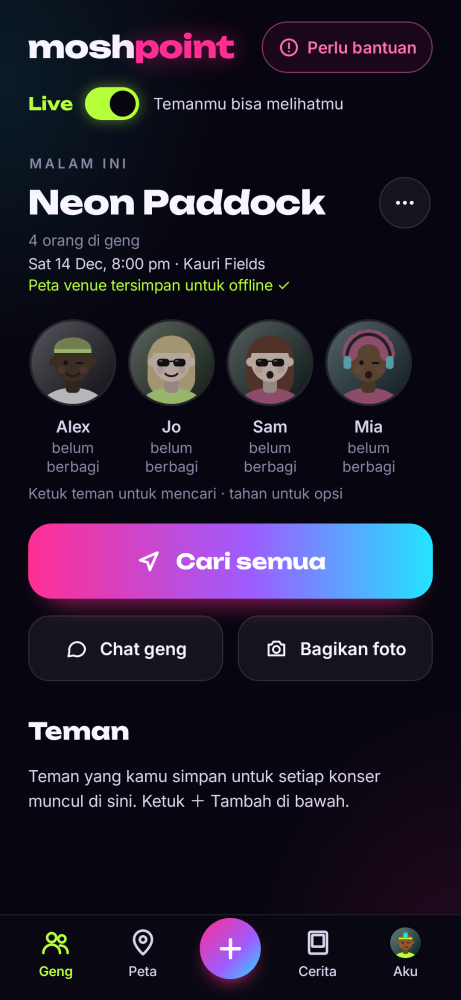 moshpoint
Perlu bantuan
Live
Temanmu bisa melihatmu
MALAM INI
Neon Paddock
4 orang di geng
Sat 14 Dec, 8:00 pm · Kauri Fields
Peta venue tersimpan untuk offline ✓
Alex
belum
berbagi
Jo
belum
berbagi
Sam
belum
berbagi
Mia
belum
berbagi
Ketuk teman untuk mencari · tahan untuk opsi
Cari semua
Chat geng
Bagikan foto
Teman
Teman yang kamu simpan untuk setiap konser
muncul di sini. Ketuk + Tambah di bawah.
Geng
Peta
Cerita
Aku